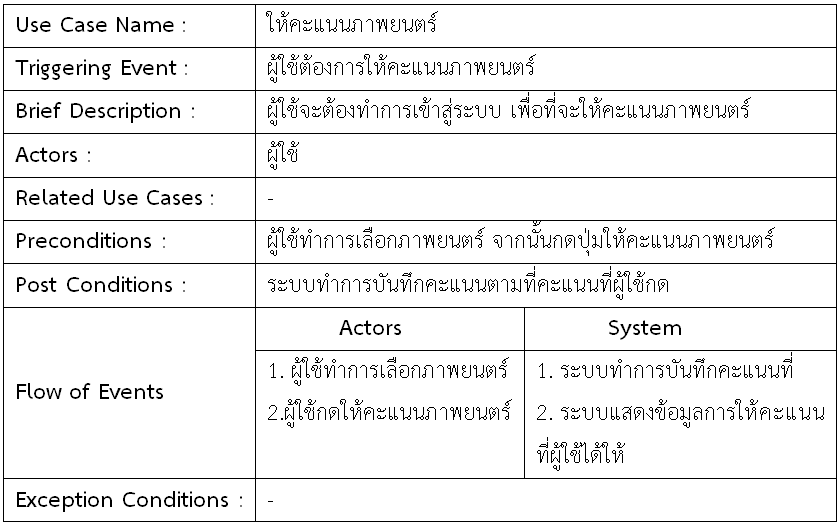 Use Case Name : ให้คะแนนภาพยนตร์
Triggering Event : ผู้ใช้ต้องการให้คะแนนภาพยนตร์
Brief Description : ผู้ใช้จะต้องทำการเข้าสู่ระบบ เพื่อที่จะให้คะแนนภาพยนตร์
Actors : ผู้ใช้
Related Use Cases : -
Preconditions : ผู้ใช้ทำการเลือกภาพยนตร์ จากนั้นกดปุ่มให้คะแนนภาพยนตร์
Post Conditions : ระบบทำการบันทึกคะแนนตามที่คะแนนที่ผู้ใช้กด
Flow of Events
Actors
1. ผู้ใช้ทำการเลือกภาพยนตร์
2.ผู้ใช้กดให้คะแนนภาพยนตร์
System
1. ระบบทำการบันทึกคะแนนที่
2. ระบบแสดงข้อมูลการให้คะแนน
ที่ผู้ใช้ได้ให้
Exception Conditions : -